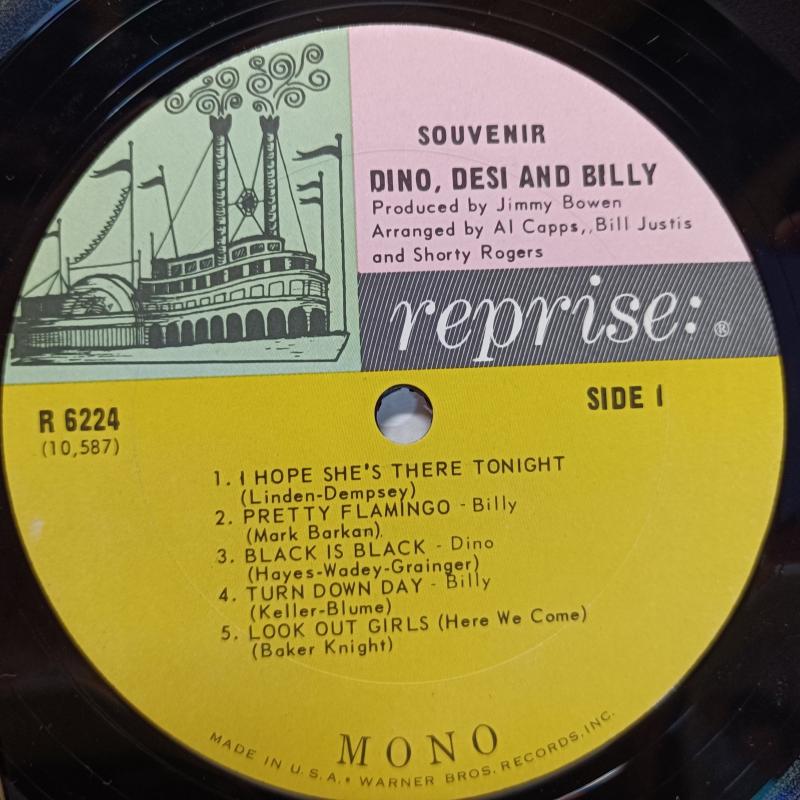 SOUVENIR
DINO, DESI AND BILLY
Produced by Jimmy Bowen
Arranged by Al Capps,,Bill Justis
and Shorty Rogers
reprise:®
R 6224
(10,587)
SIDE 1
1. I HOPE SHE'S THERE TONIGHT
(Linden-Dempsey)
2. PRETTY FLAMINGO - Billy
(Mark Barkan)
3. BLACK IS BLACK - Dino
(Hayes-Wadey-Grainger)
4. TURN DOWN DAY - Billy
(Keller-Blume)
5. LOOK OUT GIRLS (Here We Come)
(Baker Knight)
MONO
MADE IN U.S.A. • WARNER BROS. RECORDS, INC.